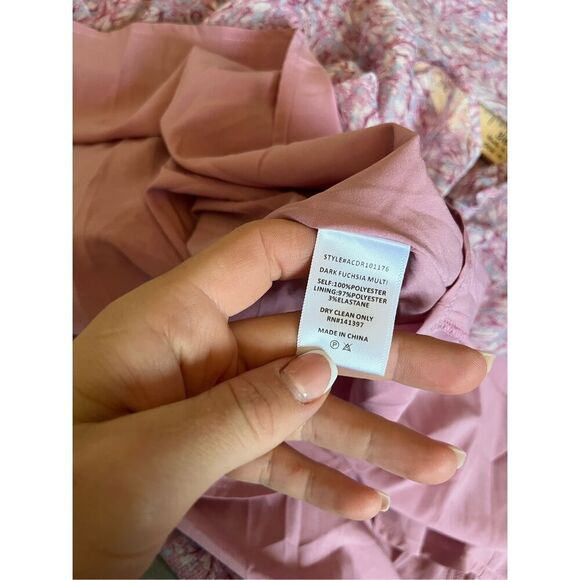 STYLE#ACDR101176
DARK FUCHSIA MULTI
SELF:100%POLYESTER
LINING:97%POLYESTER
3%ELASTANE
DRY CLEAN ONLY
RN#141397
MADE IN CHINA
P